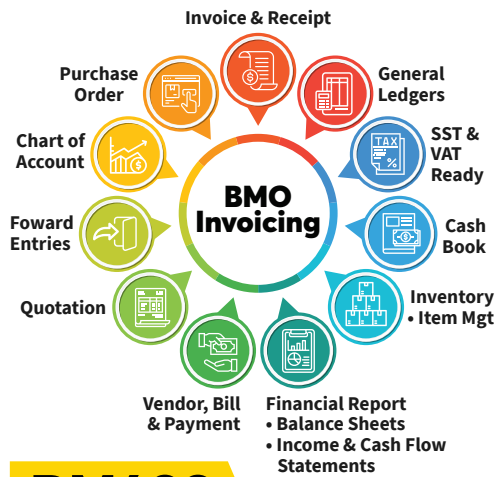 Invoice & Receipt
Purchase
Order
General
Ledgers
Chart of
Account
TAX
%
SST &
VAT
Ready
BMO
Invoicing
Foward
Entries
Cash
Book
Quotation
Inventory
• Item Mgt
Vendor, Bill
& Payment
Financial Report
• Balance Sheets
• Income & Cash Flow
Statements